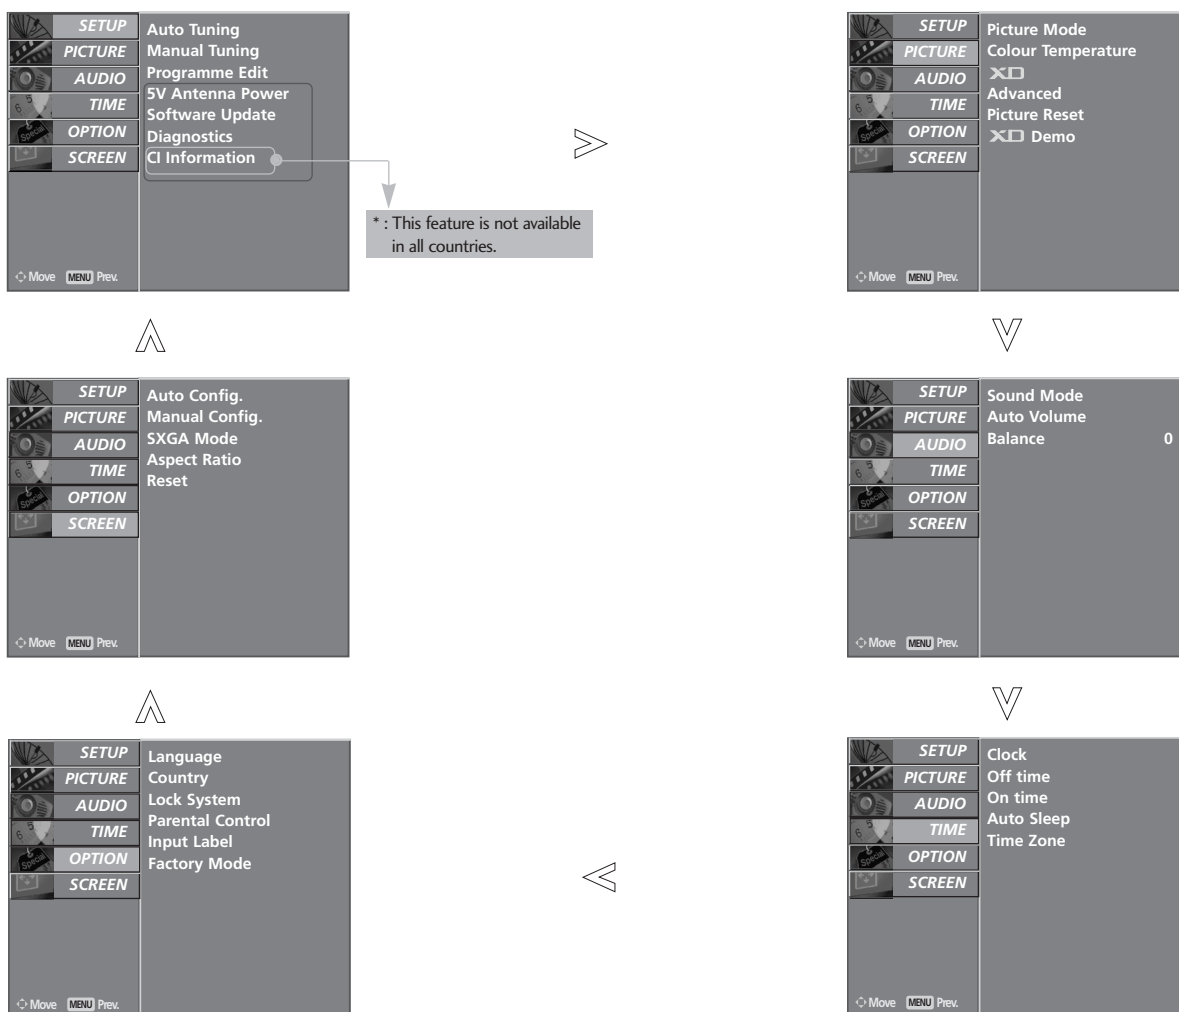 SETUP
PICTURE
AUDIO
TIME
OPTION
SCREEN
Move MENU Prev.
Auto Tuning
Manual Tuning
Programme Edit
5V Antenna Power
Software Update
Diagnostics
CI Information
* : This feature is not available
in all countries.
SETUP
PICTURE
AUDIO
TIME
OPTION
SCREEN
Move MENU Prev.
Picture Mode
Colour Temperature
XD
Advanced
Picture Reset
XD Demo
SETUP
PICTURE
AUDIO
TIME
OPTION
SCREEN
Move MENU Prev.
Auto Config.
Manual Config.
SXGA Mode
Aspect Ratio
Reset
SETUP
PICTURE
AUDIO
TIME
OPTION
SCREEN
Move MENU Prev.
Sound Mode
Auto Volume
Balance 0
SETUP
PICTURE
AUDIO
TIME
OPTION
SCREEN
Move MENU Prev.
Language
Country
Lock System
Parental Control
Input Label
Factory Mode
SETUP
PICTURE
AUDIO
TIME
OPTION
SCREEN
Move MENU Prev.
Clock
Off time
On time
Auto Sleep
Time Zone